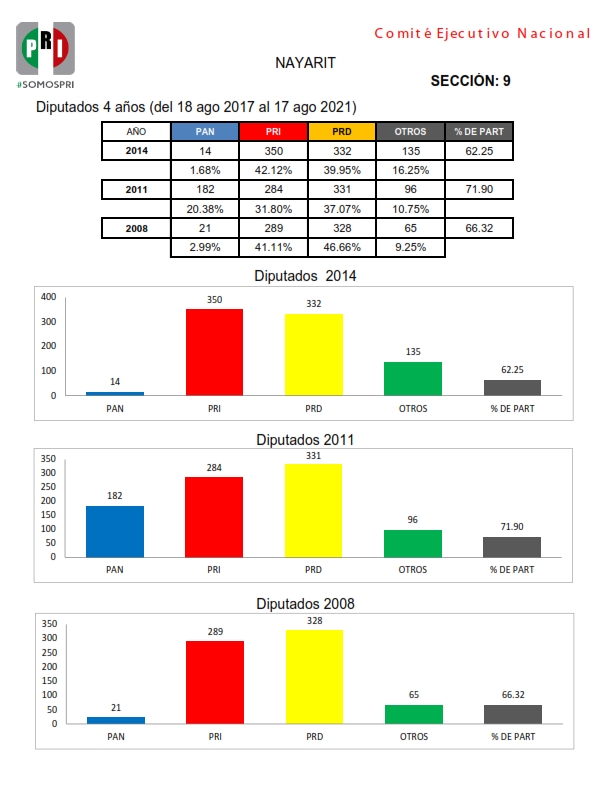 PRI
#SOMOSPRI
Comité Ejecutivo Nacional
NAYARIT
SECCIÓN: 9
Diputados 4 años (del 18 ago 2017 al 17 ago 2021)
AÑO PAN PRI PRD OTROS % DE PART
2014 14 350 332 135 62.25
1.68% 42.12% 39.95% 16.25%
2011 182 284 331 96 71.90
20.38% 31.80% 37.07% 10.75%
2008 21 289 328 65 66.32
2.99% 41.11% 46.66% 9.25%
Diputados 2014
400
300
200
100
0
14 350 332 135 62.25
PAN PRI PRD OTROS % DE PART
Diputados 2011
350
300
250
200
150
100
50
0
182 284 331 96 71.90
PAN PRI PRD OTROS % DE PART
Diputados 2008
350
300
250
200
150
100
50
0
21 289 328 65 66.32
PAN PRI PRD OTROS % DE PART